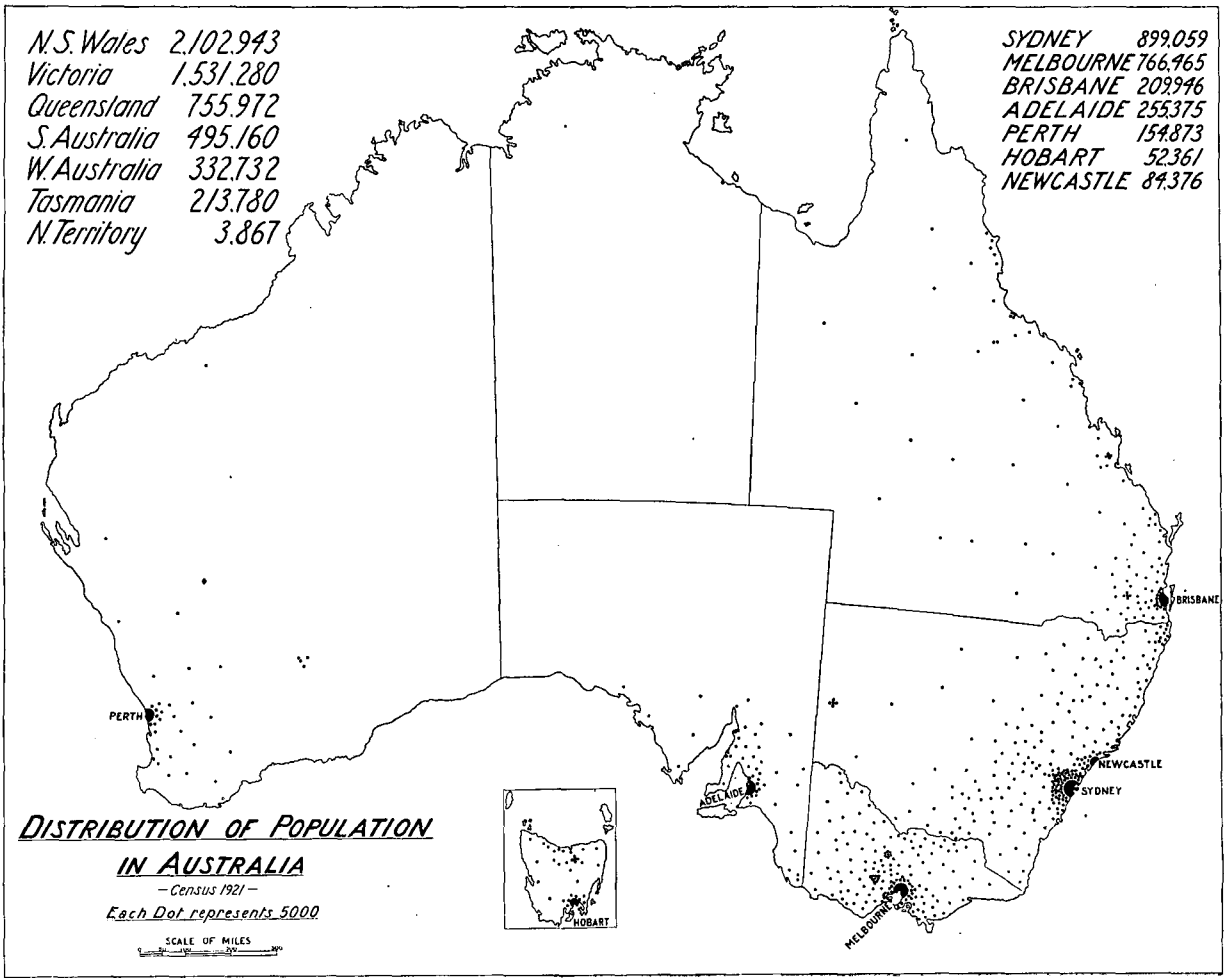 N.S. Wales 2,102,943
Victoria 1,531,280
Queensland 755,972
S. Australia 495,160
W. Australia 332,732
Tasmania 213,780
N. Territory 3,867
SYDNEY 899,059
MELBOURNE 766,465
BRISBANE 209,946
ADELAIDE 255,375
PERTH 154,873
HOBART 52,361
NEWCASTLE 84,376
BRISBANE
PERTH
NEWCASTLE
ADELAIDE
SYDNEY
HOBART
MELBOURNE
DISTRIBUTION OF POPULATION
IN AUSTRALIA
—Census 1921—
Each Dot represents 5000
SCALE OF MILES